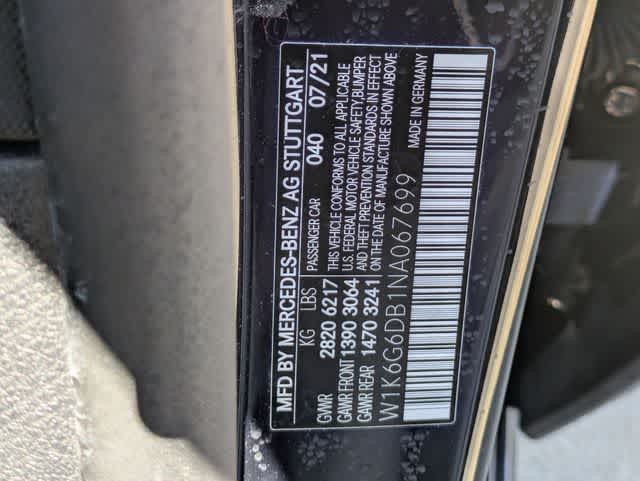 MFD BY MERCEDES-BENZ AG STUTTGART
KG LBS PASSENGER CAR 040 07/21
GVWR 2820 6217 THIS VEHICLE CONFORMS TO ALL APPLICABLE
GAWR FRONT 1390 3064 U.S. FEDERAL MOTOR VEHICLE SAFETY, BUMPER
GAWR REAR 1470 3241 AND THEFT PREVENTION STANDARDS IN EFFECT
ON THE DATE OF MANUFACTURE SHOWN ABOVE
W1K6G6DB1NA067699 MADE IN GERMANY